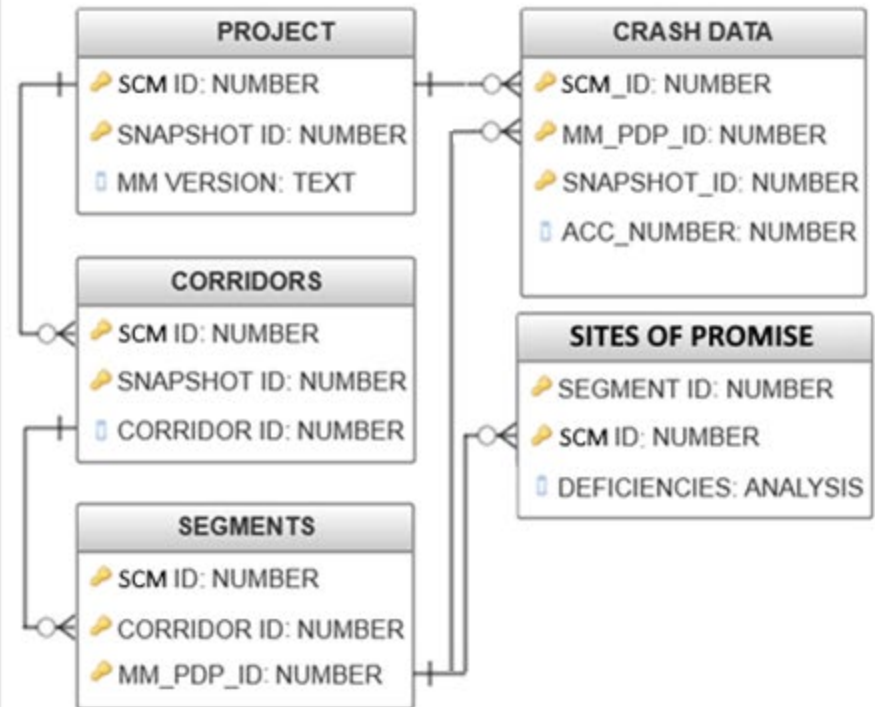 PROJECT
SCM ID: NUMBER
SNAPSHOT ID: NUMBER
MM VERSION: TEXT
CORRIDORS
SCM ID: NUMBER
SNAPSHOT ID: NUMBER
CORRIDOR ID: NUMBER
SEGMENTS
SCM ID: NUMBER
CORRIDOR ID: NUMBER
MM_PDP_ID: NUMBER
CRASH DATA
SCM_ID: NUMBER
MM_PDP_ID: NUMBER
SNAPSHOT_ID: NUMBER
ACC_NUMBER: NUMBER
SITES OF PROMISE
SEGMENT ID: NUMBER
SCM ID: NUMBER
DEFICIENCIES: ANALYSIS